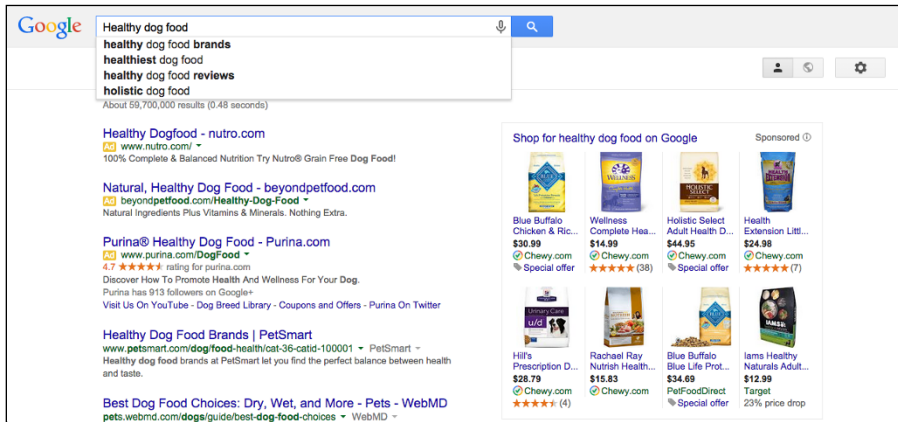 Google
Healthy dog food
healthy dog food brands
healthiest dog food
healthy dog food reviews
holistic dog food
About 59,700,000 results (0.48 seconds)
Healthy Dogfood - nutro.com
Ad www.nutro.com/
100% Complete & Balanced Nutrition Try Nutro® Grain Free Dog Food!
Natural, Healthy Dog Food - beyondpetfood.com
Ad beyondpetfood.com/Healthy-Dog-Food
Natural Ingredients Plus Vitamins & Minerals. Nothing Extra.
Purina® Healthy Dog Food - Purina.com
Ad www.purina.com/DogFood
4.7 ★★★★★ rating for purina.com
Discover How To Promote Health And Wellness For Your Dog.
Purina has 913 followers on Google+
Visit Us On YouTube - Dog Breed Library - Coupons and Offers - Purina On Twitter
Healthy Dog Food Brands | PetSmart
www.petsmart.com/dog/food-health/cat-36-catid-100001 PetSmart
Healthy dog food brands at PetSmart let you find the perfect balance between health
and taste.
Best Dog Food Choices: Dry, Wet, and More - Pets - WebMD
pets.webmd.com/dogs/guide/best-dog-food-choices WebMD
Shop for healthy dog food on Google Sponsored
WELLNESS
HOLISTIC
SELECT
HEALTH
EXTENSION
Blue Buffalo
Chicken & Ric...
$30.99
Chewy.com
Special offer
Wellness
Complete Hea...
$14.99
Chewy.com
★★★★★ (38)
Holistic Select
Adult Health D...
$44.95
Chewy.com
Special offer
Health
Extension Littl...
$24.98
Chewy.com
★★★★★ (7)
Urinary Care
u/d
IAMS
Hill's
Prescription D...
$28.79
Chewy.com
★★★★★ (4)
Rachael Ray
Nutrish Health...
$15.83
Chewy.com
Blue Buffalo
Blue Life Prot...
$34.69
PetFoodDirect
Special offer
Iams Healthy
Naturals Adult...
$12.99
Target
23% price drop